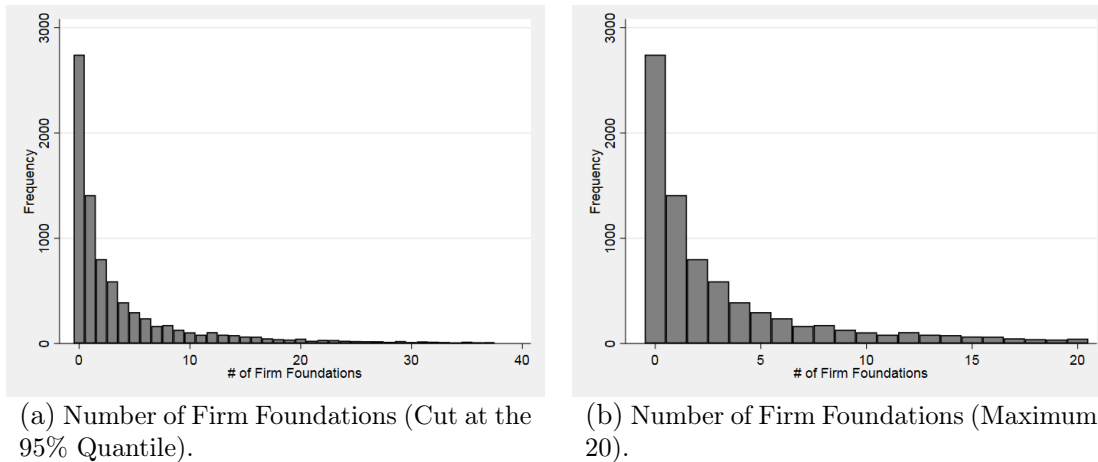 3000
2000
1000
0
Frequency
0
10
20
30
40
# of Firm Foundations
(a) Number of Firm Foundations (Cut at the
95% Quantile).
3000
2000
1000
0
Frequency
0
5
10
15
20
# of Firm Foundations
(b) Number of Firm Foundations (Maximum
20).